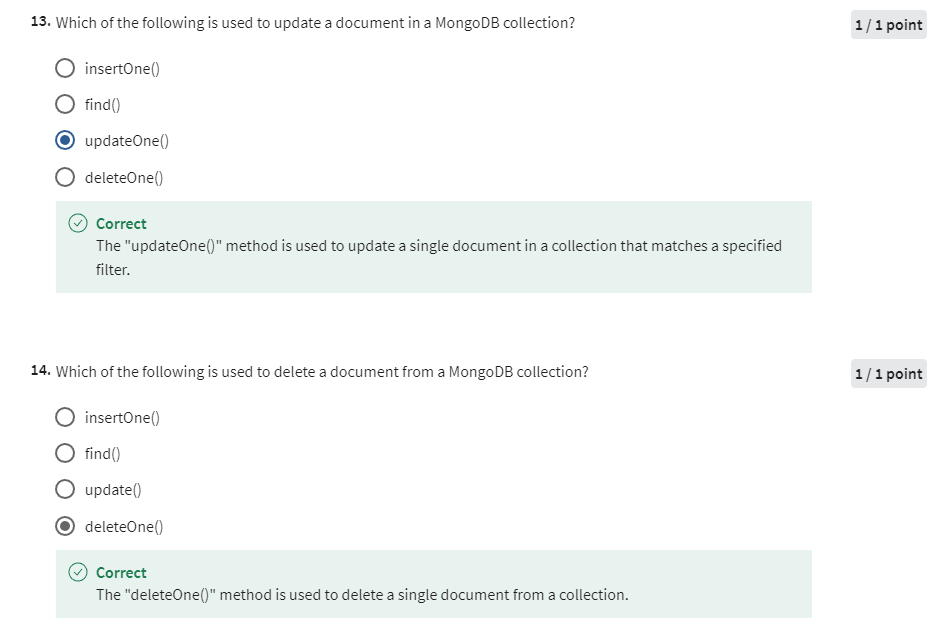 13. Which of the following is used to update a document in a MongoDB collection?
1 / 1 point
insertOne()
find()
updateOne()
deleteOne()
Correct
The "updateOne()" method is used to update a single document in a collection that matches a specified
filter.
14. Which of the following is used to delete a document from a MongoDB collection?
1 / 1 point
insertOne()
find()
update()
deleteOne()
Correct
The "deleteOne()" method is used to delete a single document from a collection.